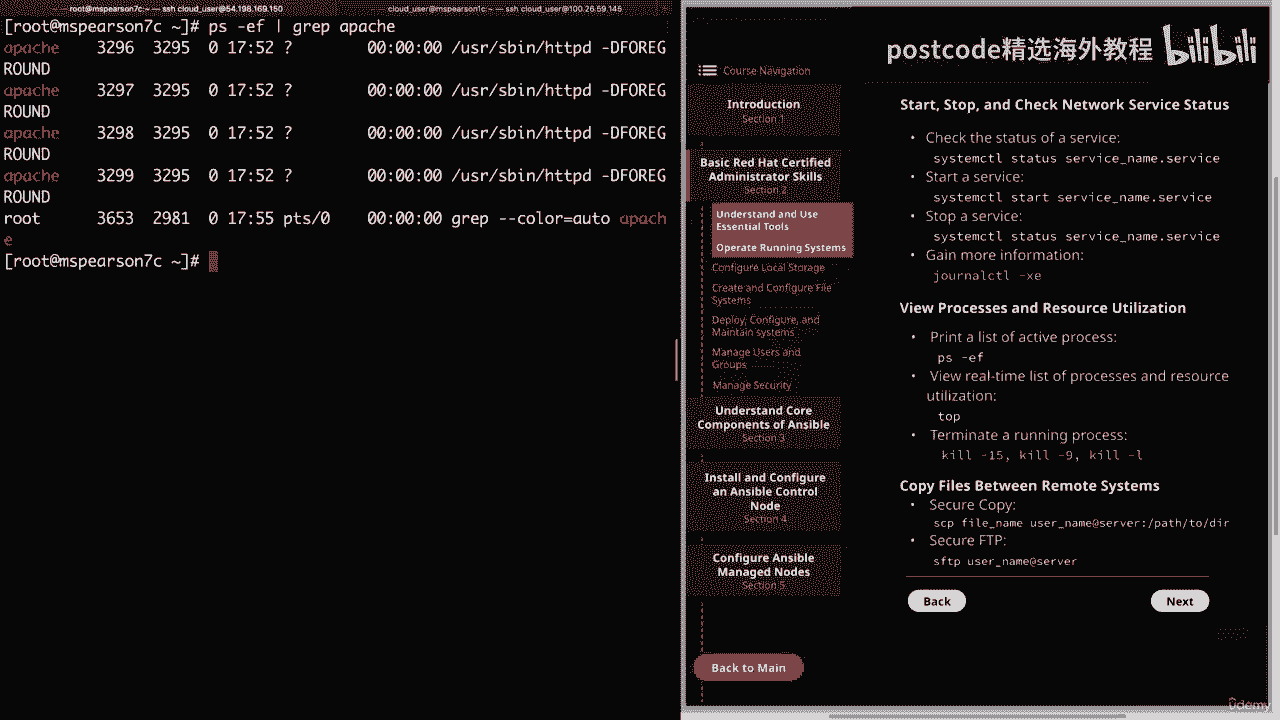 root@mspearson7c:~ — ssh cloud_user@54.198.169.150
cloud_user@mspearson7c:~ — ssh cloud_user@100.26.59.145
[root@mspearson7c ~]# ps -ef | grep apache
apache    3296  3295  0 17:52 ?        00:00:00 /usr/sbin/httpd -DFOREG
ROUND
apache    3297  3295  0 17:52 ?        00:00:00 /usr/sbin/httpd -DFOREG
ROUND
apache    3298  3295  0 17:52 ?        00:00:00 /usr/sbin/httpd -DFOREG
ROUND
apache    3299  3295  0 17:52 ?        00:00:00 /usr/sbin/httpd -DFOREG
ROUND
root      3653  2981  0 17:55 pts/0    00:00:00 grep --color=auto apach
e
[root@mspearson7c ~]#
postcode精选海外教程 bilibili
Course Navigation
Introduction
Section 1
Basic Red Hat Certified
Administrator Skills
Section 2
Understand and Use
Essential Tools
Operate Running Systems
Configure Local Storage
Create and Configure File
Systems
Deploy, Configure, and
Maintain systems
Manage Users and
Groups
Manage Security
Understand Core
Components of Ansible
Section 3
Install and Configure
an Ansible Control
Node
Section 4
Configure Ansible
Managed Nodes
Section 5
Back to Main
Start, Stop, and Check Network Service Status
• Check the status of a service:
systemctl status service_name.service
• Start a service:
systemctl start service_name.service
• Stop a service:
systemctl status service_name.service
• Gain more information:
journalctl -xe
View Processes and Resource Utilization
• Print a list of active process:
ps -ef
• View real-time list of processes and resource
utilization:
top
• Terminate a running process:
kill -15, kill -9, kill -l
Copy Files Between Remote Systems
• Secure Copy:
scp file_name user_name@server:/path/to/dir
• Secure FTP:
sftp user_name@server
Back
Next
ûdemy